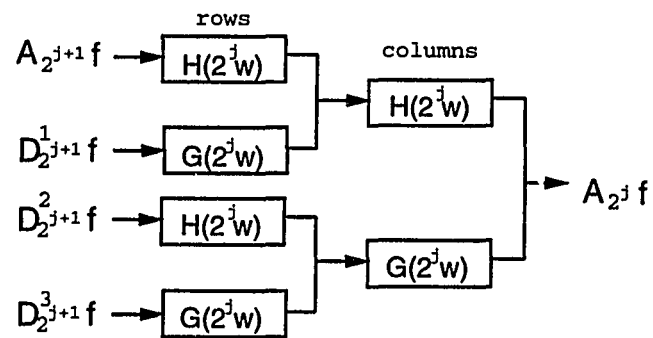 rows
A_{2^{j+1}} f
H(2^j w)
columns
H(2^j w)
D^1_{2^{j+1}} f
G(2^j w)
A_{2^j} f
D^2_{2^{j+1}} f
H(2^j w)
G(2^j w)
D^3_{2^{j+1}} f
G(2^j w)